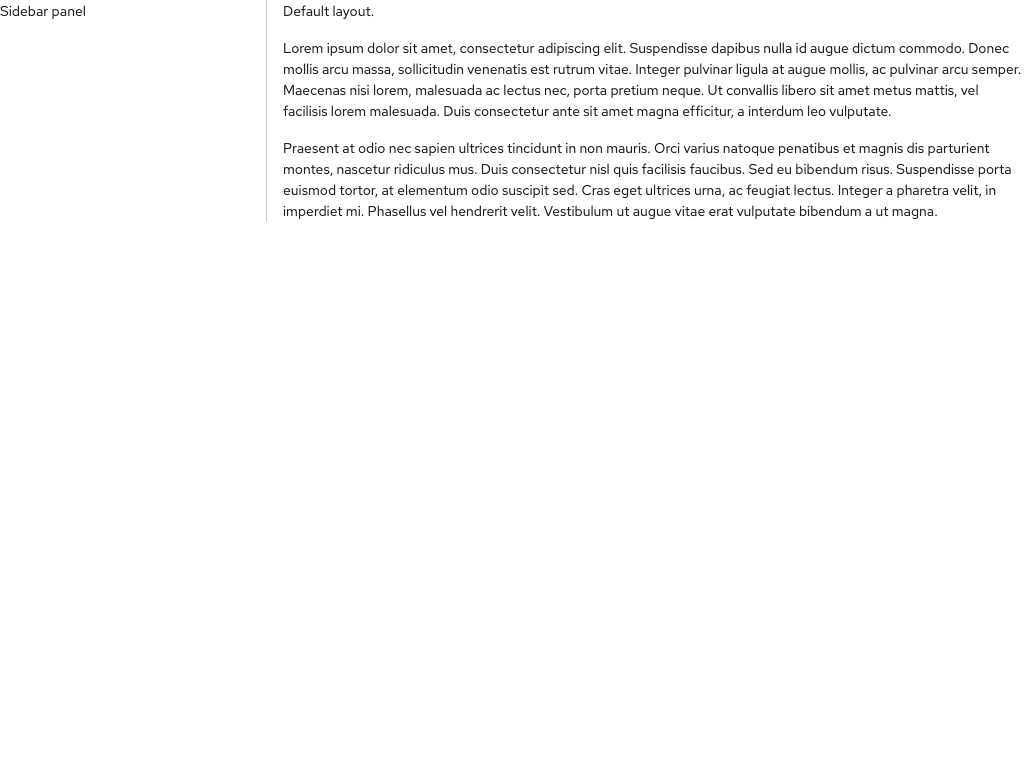 Sidebar panel
Default layout.
Lorem ipsum dolor sit amet, consectetur adipiscing elit. Suspendisse dapibus nulla id augue dictum commodo. Donec
mollis arcu massa, sollicitudin venenatis est rutrum vitae. Integer pulvinar ligula at augue mollis, ac pulvinar arcu semper.
Maecenas nisi lorem, malesuada ac lectus nec, porta pretium neque. Ut convallis libero sit amet metus mattis, vel
facilisis lorem malesuada. Duis consectetur ante sit amet magna efficitur, a interdum leo vulputate.
Praesent at odio nec sapien ultrices tincidunt in non mauris. Orci varius natoque penatibus et magnis dis parturient
montes, nascetur ridiculus mus. Duis consectetur nisl quis facilisis faucibus. Sed eu bibendum risus. Suspendisse porta
euismod tortor, at elementum odio suscipit sed. Cras eget ultrices urna, ac feugiat lectus. Integer a pharetra velit, in
imperdiet mi. Phasellus vel hendrerit velit. Vestibulum ut augue vitae erat vulputate bibendum a ut magna.